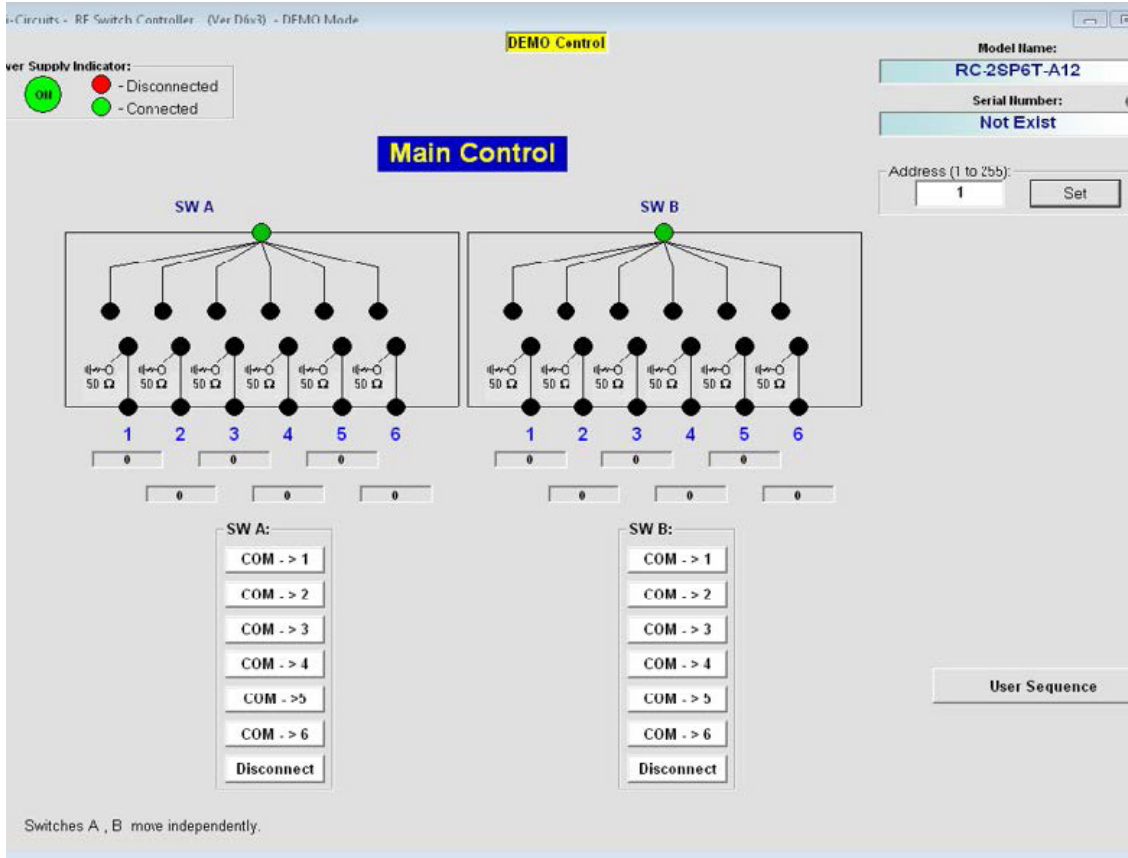 i-Circuits - RF Switch Controller (Ver D6x3) - DEMO Mode
DEMO Control
wer Supply Indicator:
ON
- Disconnected
- Connected
Model Name:
RC-2SP6T-A12
Serial Number:
Not Exist
Address (1 to 255):
1 Set
Main Control
SW A SW B
50 Ω 50 Ω 50 Ω 50 Ω 50 Ω 50 Ω 50 Ω 50 Ω 50 Ω 50 Ω 50 Ω 50 Ω
1 2 3 4 5 6 1 2 3 4 5 6
0 0 0 0 0 0
0 0 0 0 0 0
SW A:
COM - > 1
COM - > 2
COM - > 3
COM - > 4
COM - >5
COM - > 6
Disconnect
SW B:
COM - > 1
COM - > 2
COM - > 3
COM - > 4
COM - > 5
COM - > 6
Disconnect
User Sequence
Switches A , B move independently.